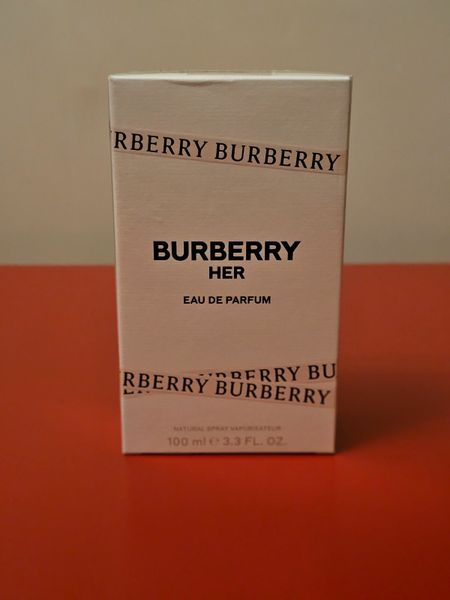 RBERRY BURBERRY
BURBERRY
HER
EAU DE PARFUM
URBERRY BU
RBERRY BURBERRY
NATURAL SPRAY VAPORISATEUR
100 ml ℮ 3.3 FL. OZ.